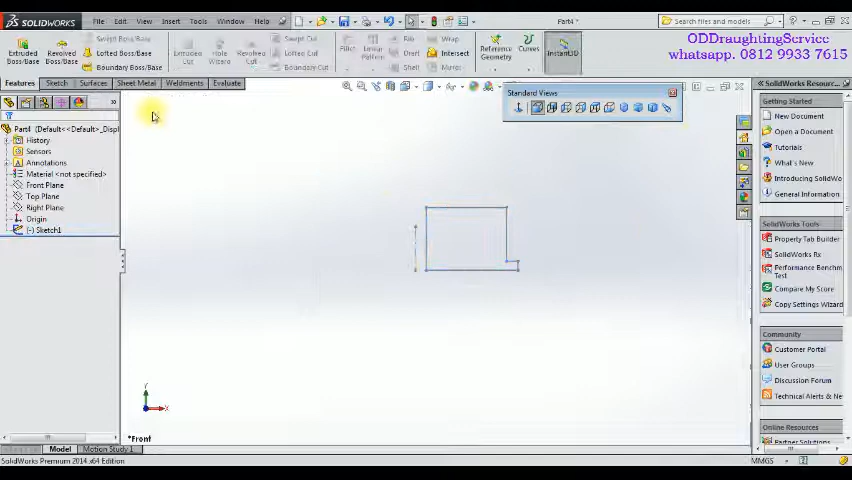 SOLIDWORKS File Edit View Insert Tools Window Help Part4 * Search files and models
ODDraughtingService
whatsapp. 0812 9933 7615
Extruded Boss/Base
Revolved Boss/Base
Swept Boss/Base
Lofted Boss/Base
Boundary Boss/Base
Extruded Cut
Hole Wizard
Revolved Cut
Swept Cut
Lofted Cut
Boundary Cut
Fillet
Linear Pattern
Rib
Draft
Shell
Wrap
Intersect
Mirror
Reference Geometry
Curves
Instant3D
Features Sketch Surfaces Sheet Metal Weldments Evaluate
Standard Views
Part4 (Default<<Default>_Displ
History
Sensors
Annotations
Material <not specified>
Front Plane
Top Plane
Right Plane
Origin
(-) Sketch1
SolidWorks Resourc...
Getting Started
New Document
Open a Document
Tutorials
What's New
Introducing SolidWo
General Information
SolidWorks Tools
Property Tab Builder
SolidWorks Rx
Performance Benchm
Test
Compare My Score
Copy Settings Wizard
Community
Customer Portal
User Groups
Discussion Forum
Technical Alerts & Ne
Online Resources
Partner Solutions
Y
X
*Front
Model Motion Study 1
SolidWorks Premium 2014 x64 Edition
MMGS